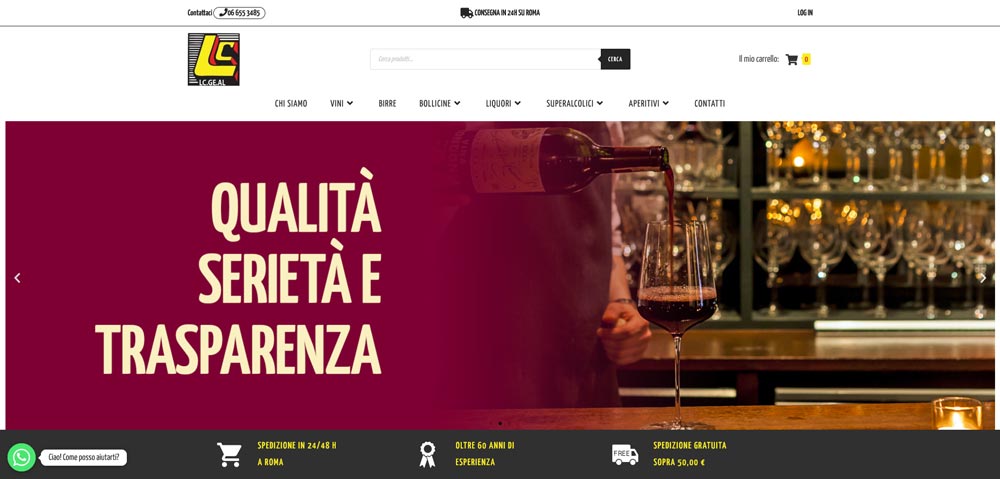 Contattaci 06 655 3485
CONSEGNA IN 24H SU ROMA
LOG IN
LC.GE.AL
Cerca prodotti...
CERCA
Il mio carrello:
0
CHI SIAMO
VINI
BIRRE
BOLLICINE
LIQUORI
SUPERALCOLICI
APERITIVI
CONTATTI
QUALITÀ
SERIETÀ E
TRASPARENZA
Ciao! Come posso aiutarti?
SPEDIZIONE IN 24/48 H
A ROMA
OLTRE 60 ANNI DI
ESPERIENZA
FREE
SPEDIZIONE GRATUITA
SOPRA 50,00 €